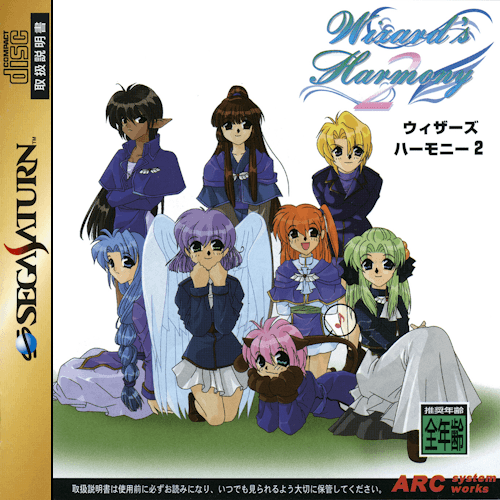 COMPACT
disc
取扱説明書
SEGA SATURN™
Wizard's
Harmony
2
ウィザーズ
ハーモニー2
推奨年齢
全年齢
取扱説明書は使用前に必ずお読みになり、いつでも見られるよう大切に保管してください。
ARC system
works